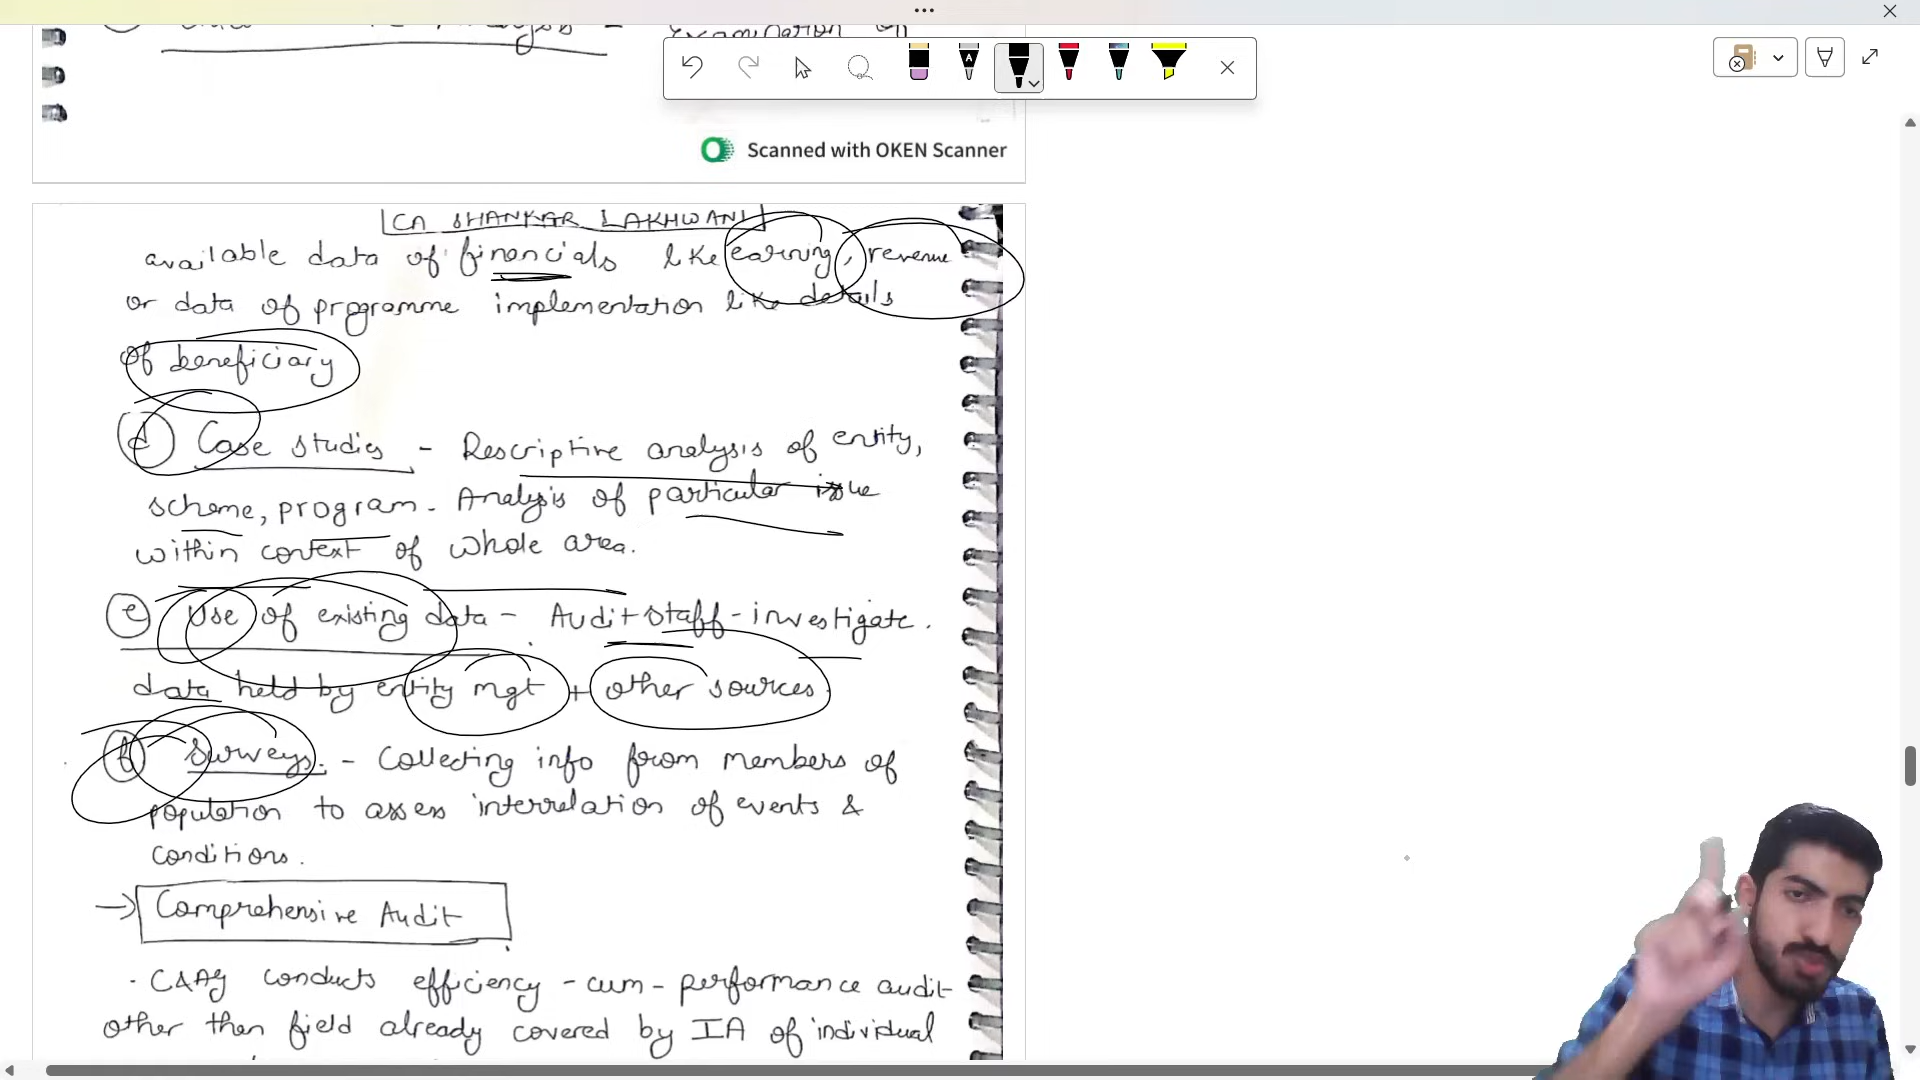 examination of
Scanned with OKEN Scanner
CA SHANKAR LAKHWANI
available data of financials like earning, revenue
or data of programme implementation like details
of beneficiary
d Case studies - Rescriptive analysis of entity,
scheme, program. Analysis of particular issue
within context of whole area.
e Use of existing data - Audit staff - investigate
data held by entity mgt + other sources.
f Surveys. - Collecting info from members of
population to assess interrelation of events &
conditions.
→ Comprehensive Audit
. C&AG conducts efficiency - cum - performance audit
other than field already covered by IA of individual